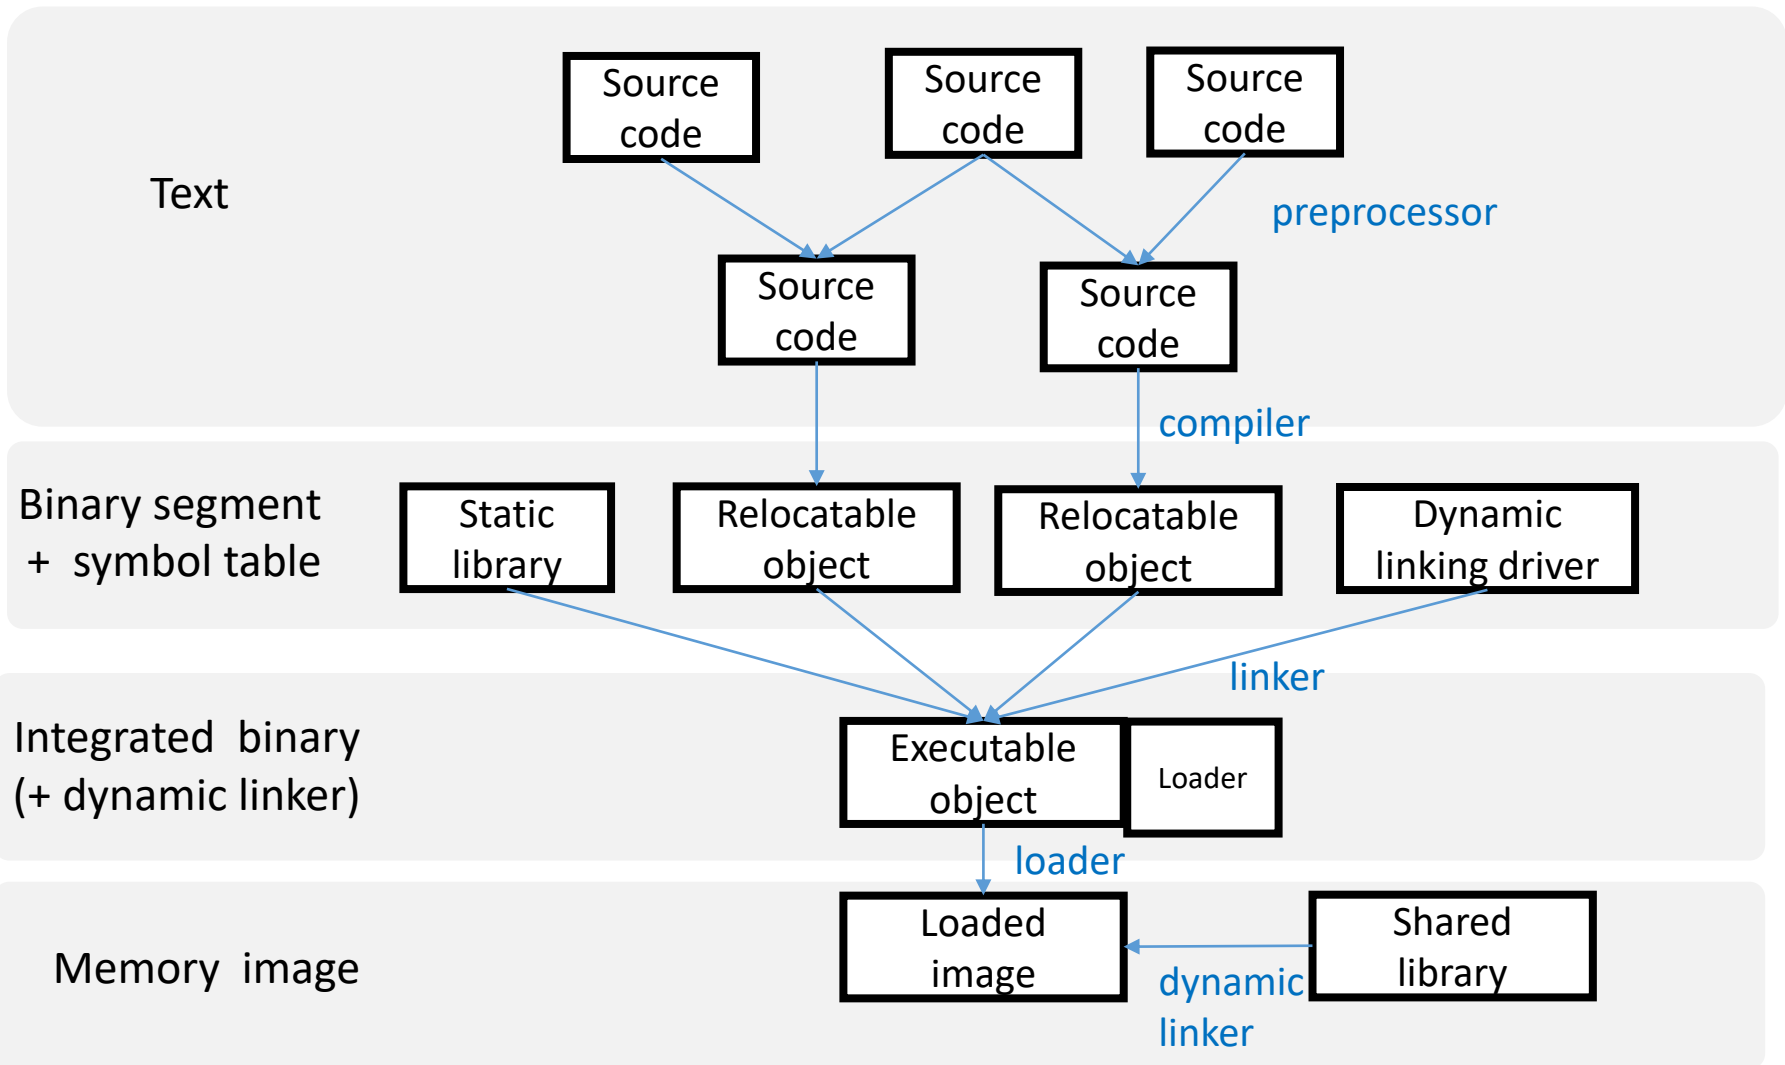 Source
code
Source
code
Source
code
Text
preprocessor
Source
code
Source
code
compiler
Binary segment
+ symbol table
Static
library
Relocatable
object
Relocatable
object
Dynamic
linking driver
linker
Integrated binary
(+ dynamic linker)
Executable
object
Loader
loader
Memory image
Loaded
image
dynamic
linker
Shared
library